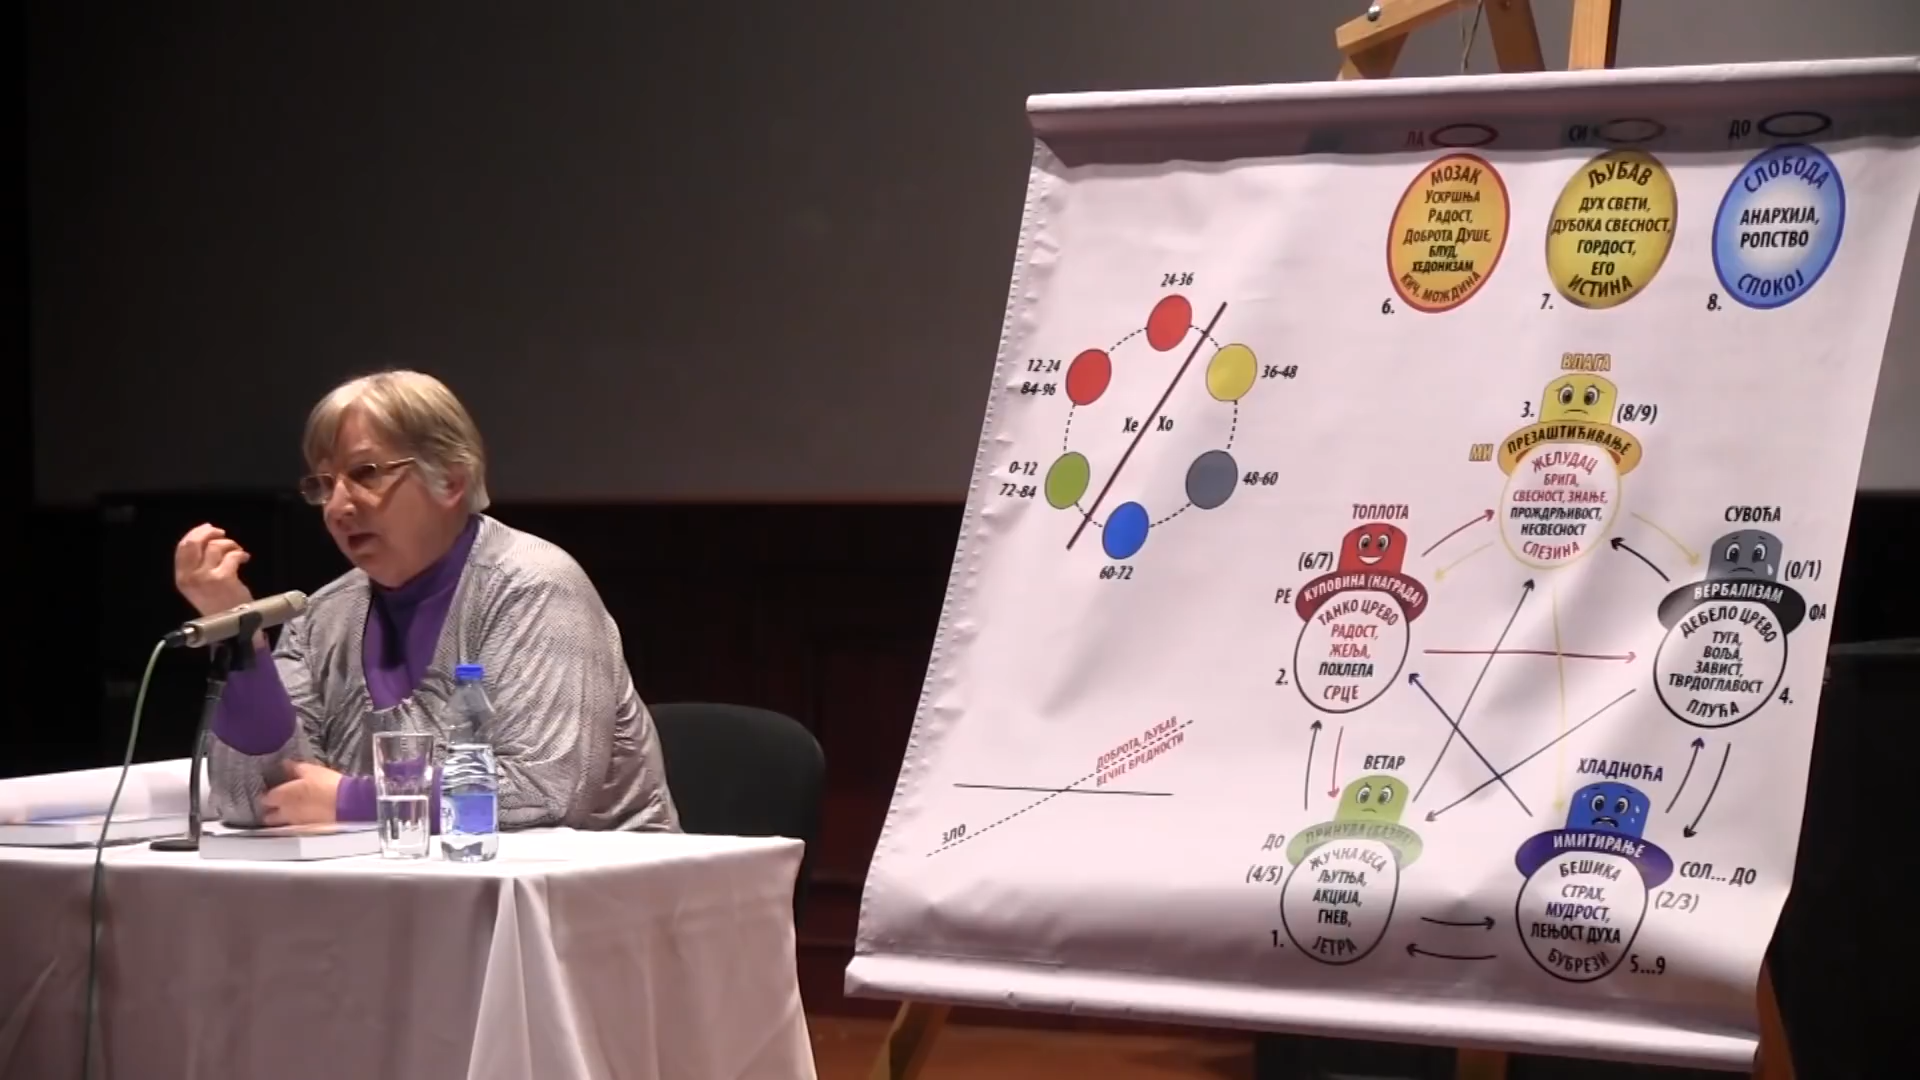 ЛА
СИ
ДО
МОЗАК
УСКРШЊА
РАДОСТ,
ДОБРОТА ДУШЕ,
БЛУД,
ХЕДОНИЗАМ
КИЧ. МОЖДИНА
6.
ЉУБАВ
ДУХ СВЕТИ,
ДУБОКА СВЕСНОСТ,
ГОРДОСТ,
ЕГО
ИСТИНА
7.
СЛОБОДА
АНАРХИЈА,
РОПСТВО
СПОКОЈ
8.
24-36
12-24
84-96
36-48
Хе
Хо
0-12
72-84
48-60
60-72
ВЛАГА
3.
(8/9)
МИ
ПРЕЗАШТИЋИВАЊЕ
ЖЕЛУДАЦ
БРИГА,
СВЕСНОСТ, ЗНАЊЕ,
ПРОЖДРЉИВОСТ,
НЕСВЕСНОСТ
СЛЕЗИНА
ТОПЛОТА
(6/7)
РЕ
КУПОВИНА (НАГРАДА)
ТАНКО ЦРЕВО
РАДОСТ,
ЖЕЉА,
ПОХЛЕПА
СРЦЕ
2.
СУВОЋА
(0/1)
ВЕРБАЛИЗАМ
ФА
ДЕБЕЛО ЦРЕВО
ТУГА,
ВОЉА,
ЗАВИСТ,
ТВРДОГЛАВОСТ
ПЛУЋА
4.
ДОБРОТА, ЉУБАВ
ВЕЧНЕ ВРЕДНОСТИ
ЗЛО
ВЕТАР
ДО
ПРИНУДА
(4/5)
ЖУЧНА КЕСА
ЉУТЊА,
АКЦИЈА,
ГНЕВ,
ЈЕТРА
1.
ХЛАДНОЋА
ИМИТИРАЊЕ
СОЛ... ДО
(2/3)
БЕШИКА
СТРАХ,
МУДРОСТ,
ЛЕЊОСТ ДУХА
БУБРЕЗИ
5...9